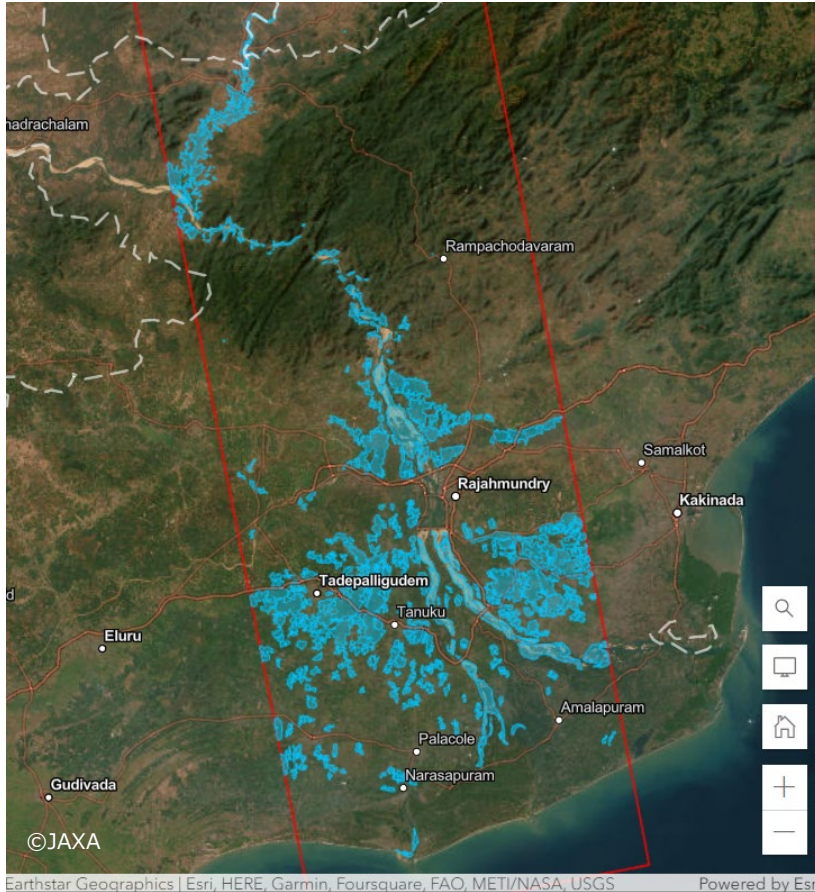 hadrachalam
Rampachodavaram
Samalkot
Rajahmundry
Kakinada
Tadepalligudem
d
Tanuku
Eluru
Amalapuram
Palacole
Narasapuram
Gudivada
©JAXA
Earthstar Geographics | Esri, HERE, Garmin, Foursquare, FAO, METI/NASA, USGS
Powered by Esr